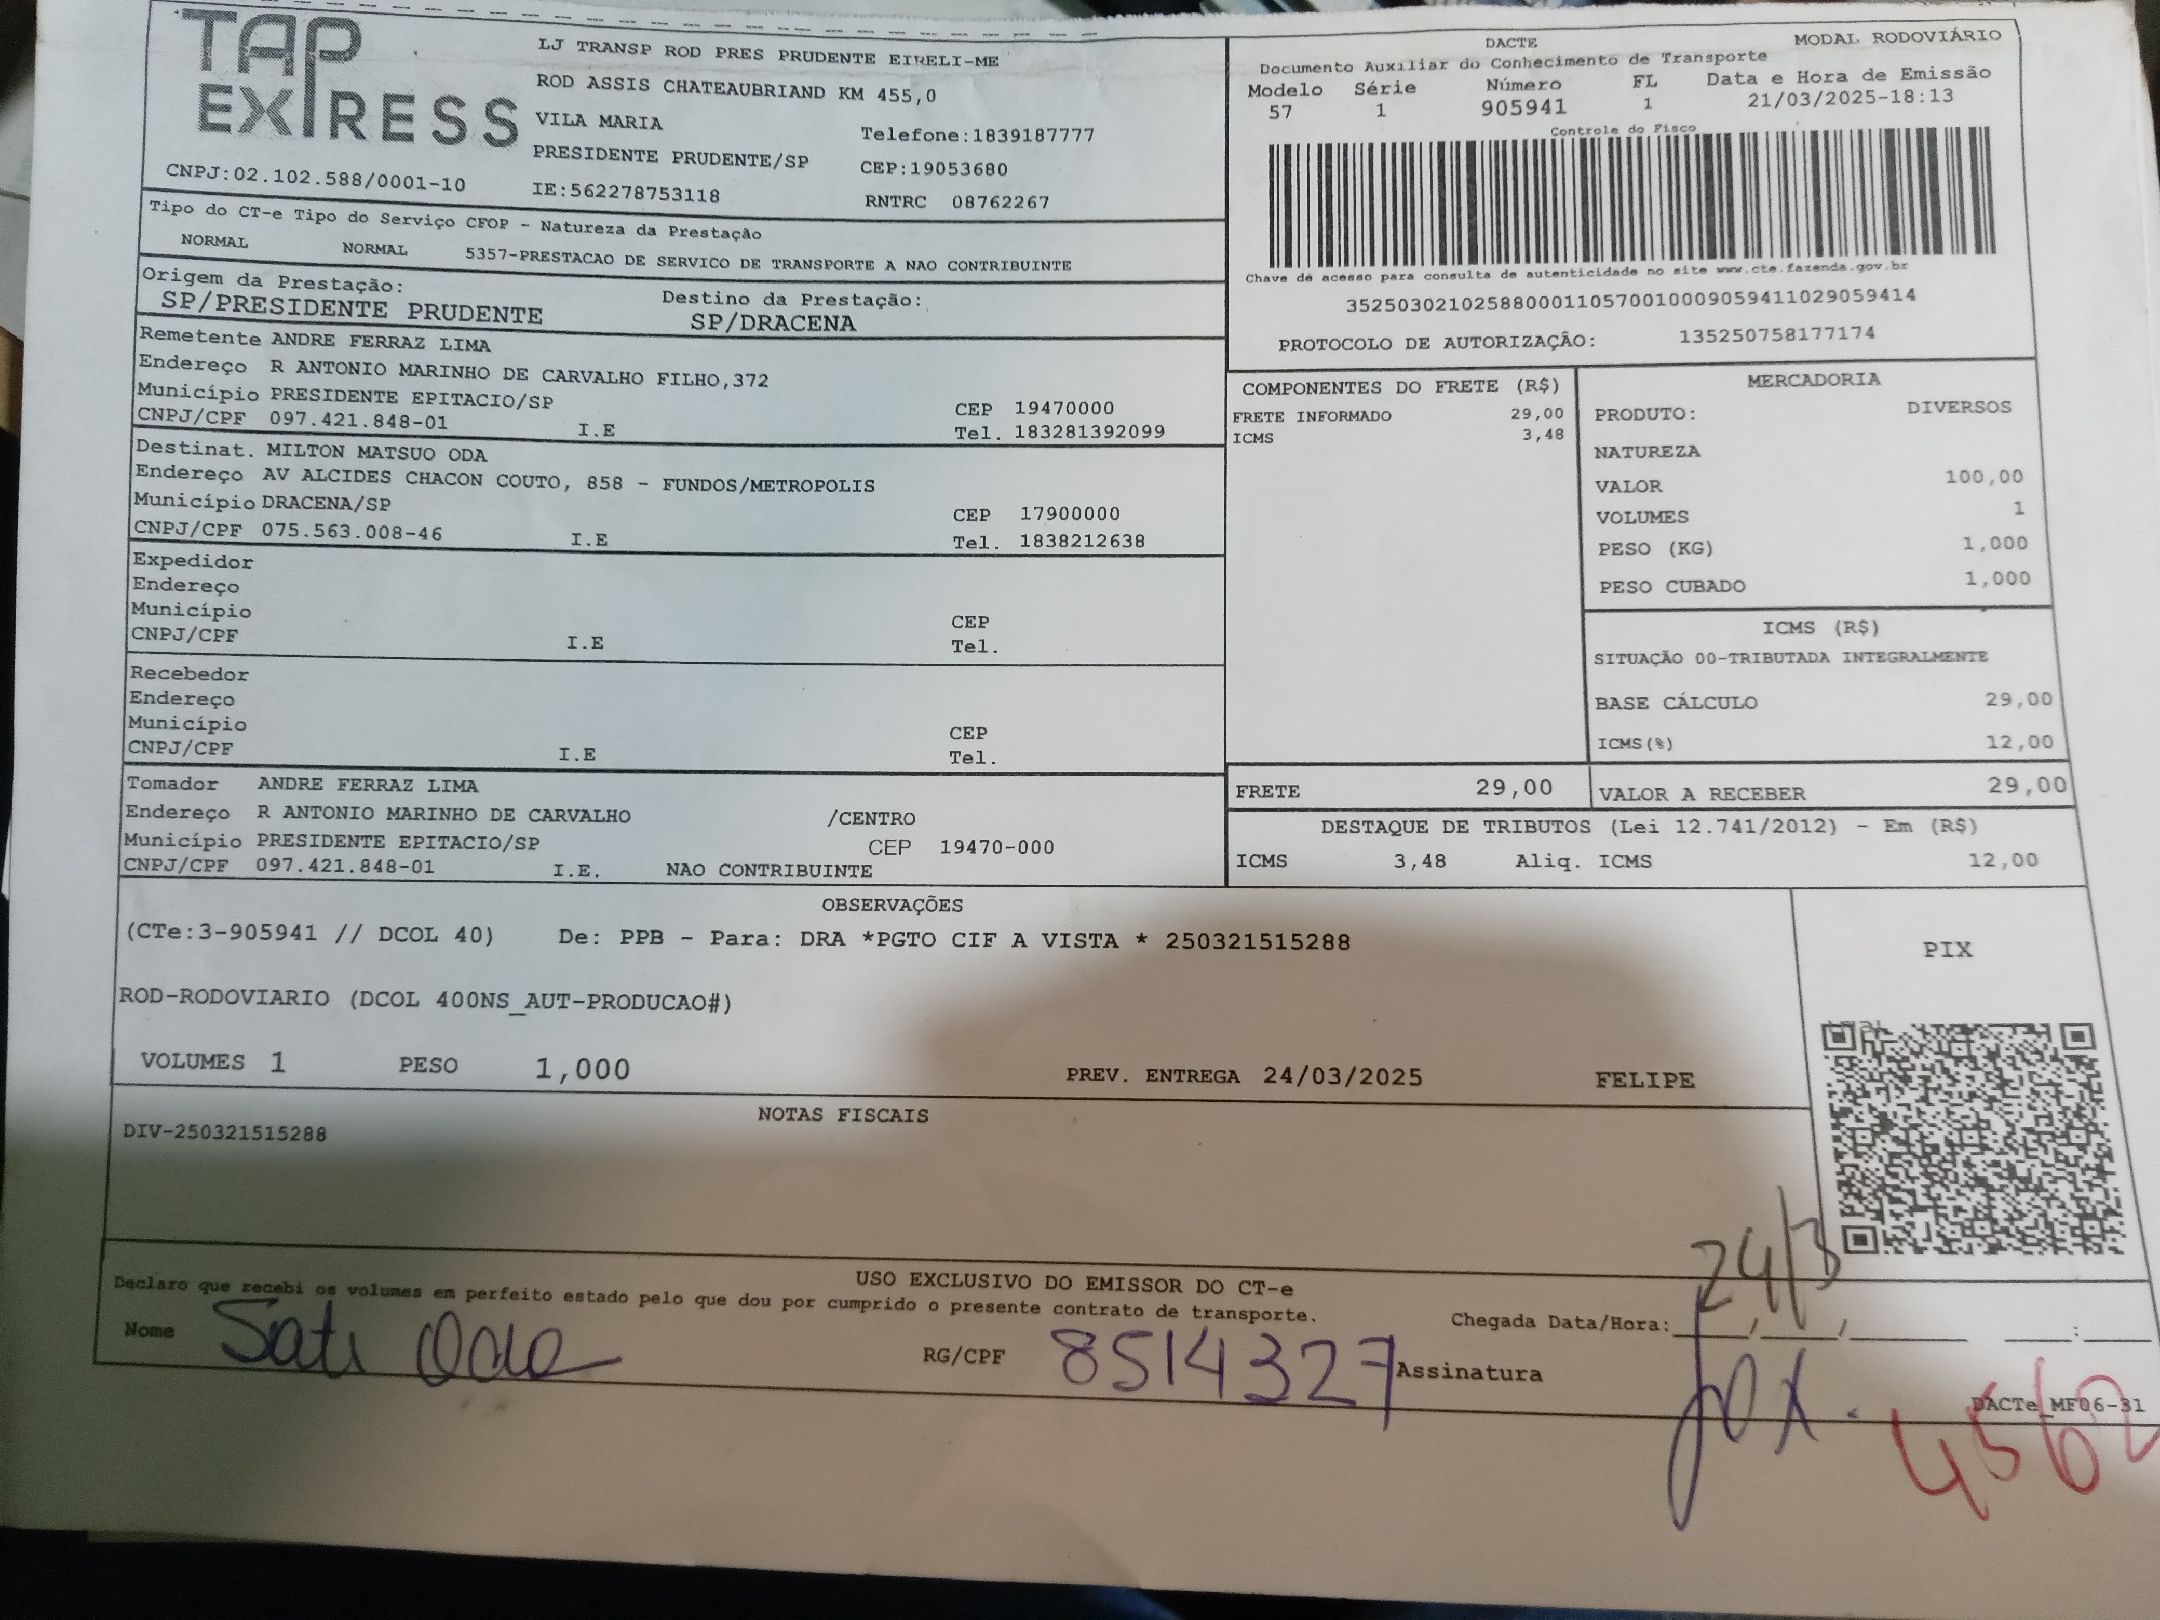 TAP EXPRESS
LJ TRANSP ROD PRES PRUDENTE EIRELI-ME
ROD ASSIS CHATEAUBRIAND KM 455,0
VILA MARIA
Telefone:1839187777
PRESIDENTE PRUDENTE/SP
CEP:19053680
CNPJ:02.102.588/0001-10
IE:562278753118
RNTRC 08762267
DACTE
MODAL RODOVIÁRIO
Documento Auxiliar do Conhecimento de Transporte
Modelo Série Número FL Data e Hora de Emissão
57 1 905941 1 21/03/2025-18:13
Controle do Fisco
Chave de acesso para consulta de autenticidade no site www.cte.fazenda.gov.br
35250302102588000110570010009059411029059414
PROTOCOLO DE AUTORIZAÇÃO: 135250758177174
Tipo do CT-e Tipo do Serviço CFOP - Natureza da Prestação
NORMAL NORMAL 5357-PRESTACAO DE SERVICO DE TRANSPORTE A NAO CONTRIBUINTE
Origem da Prestação: Destino da Prestação:
SP/PRESIDENTE PRUDENTE SP/DRACENA
Remetente ANDRE FERRAZ LIMA
Endereço R ANTONIO MARINHO DE CARVALHO FILHO,372
Município PRESIDENTE EPITACIO/SP CEP 19470000
CNPJ/CPF 097.421.848-01 I.E Tel. 183281392099
Destinat. MILTON MATSUO ODA
Endereço AV ALCIDES CHACON COUTO, 858 - FUNDOS/METROPOLIS
Município DRACENA/SP CEP 17900000
CNPJ/CPF 075.563.008-46 I.E Tel. 1838212638
Expedidor
Endereço
Município CEP
CNPJ/CPF I.E Tel.
Recebedor
Endereço
Município CEP
CNPJ/CPF I.E Tel.
Tomador ANDRE FERRAZ LIMA
Endereço R ANTONIO MARINHO DE CARVALHO /CENTRO
Município PRESIDENTE EPITACIO/SP CEP 19470-000
CNPJ/CPF 097.421.848-01 I.E. NAO CONTRIBUINTE
COMPONENTES DO FRETE (R$)
FRETE INFORMADO 29,00
ICMS 3,48
MERCADORIA
PRODUTO: DIVERSOS
NATUREZA
VALOR 100,00
VOLUMES 1
PESO (KG) 1,000
PESO CUBADO 1,000
ICMS (R$)
SITUAÇÃO 00-TRIBUTADA INTEGRALMENTE
BASE CÁLCULO 29,00
ICMS(%) 12,00
FRETE 29,00 VALOR A RECEBER 29,00
DESTAQUE DE TRIBUTOS (Lei 12.741/2012) - Em (R$)
ICMS 3,48 Aliq. ICMS 12,00
OBSERVAÇÕES
(CTe:3-905941 // DCOL 40) De: PPB - Para: DRA *PGTO CIF A VISTA * 250321515288
ROD-RODOVIARIO (DCOL 400NS_AUT-PRODUCAO#)
VOLUMES 1 PESO 1,000 PREV. ENTREGA 24/03/2025 FELIPE
PIX
NOTAS FISCAIS
DIV-250321515288
USO EXCLUSIVO DO EMISSOR DO CT-e
Declaro que recebi os volumes em perfeito estado pelo que dou por cumprido o presente contrato de transporte.
Chegada Data/Hora:____/____/______ ____:____
24/3
Nome Sati Oda RG/CPF 8514327 Assinatura
DACTe_MF06-31